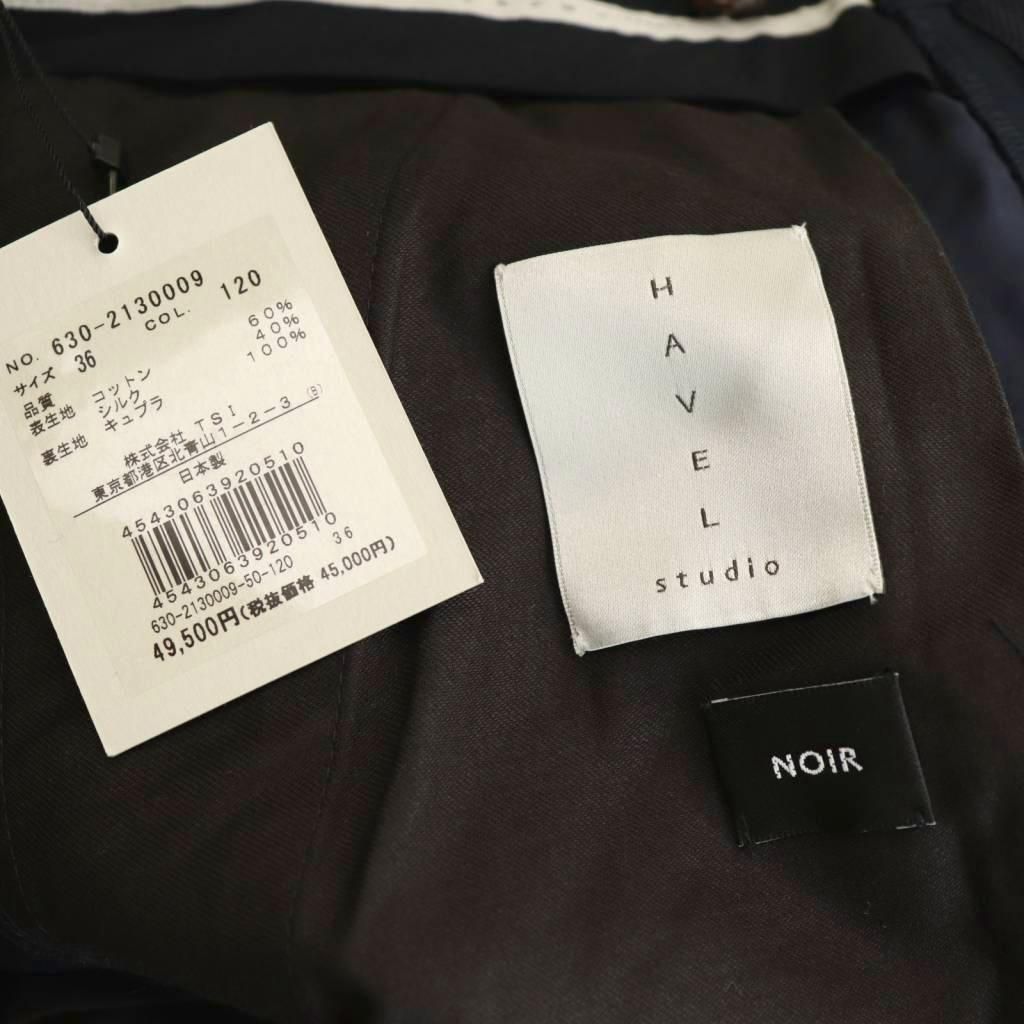 NO. 630-2130009
COL. 120
サイズ 36
品質
表生地 コットン 60%
シルク 40%
裏生地 キュプラ 100%
株式会社 TSI
東京都港区北青山1-2-3 (B)
日本製
4543063920510
4543063920510
630-2130009-50-120 36
49,500円(税抜価格 45,000円)
H
A
V
E
L
studio
NOIR